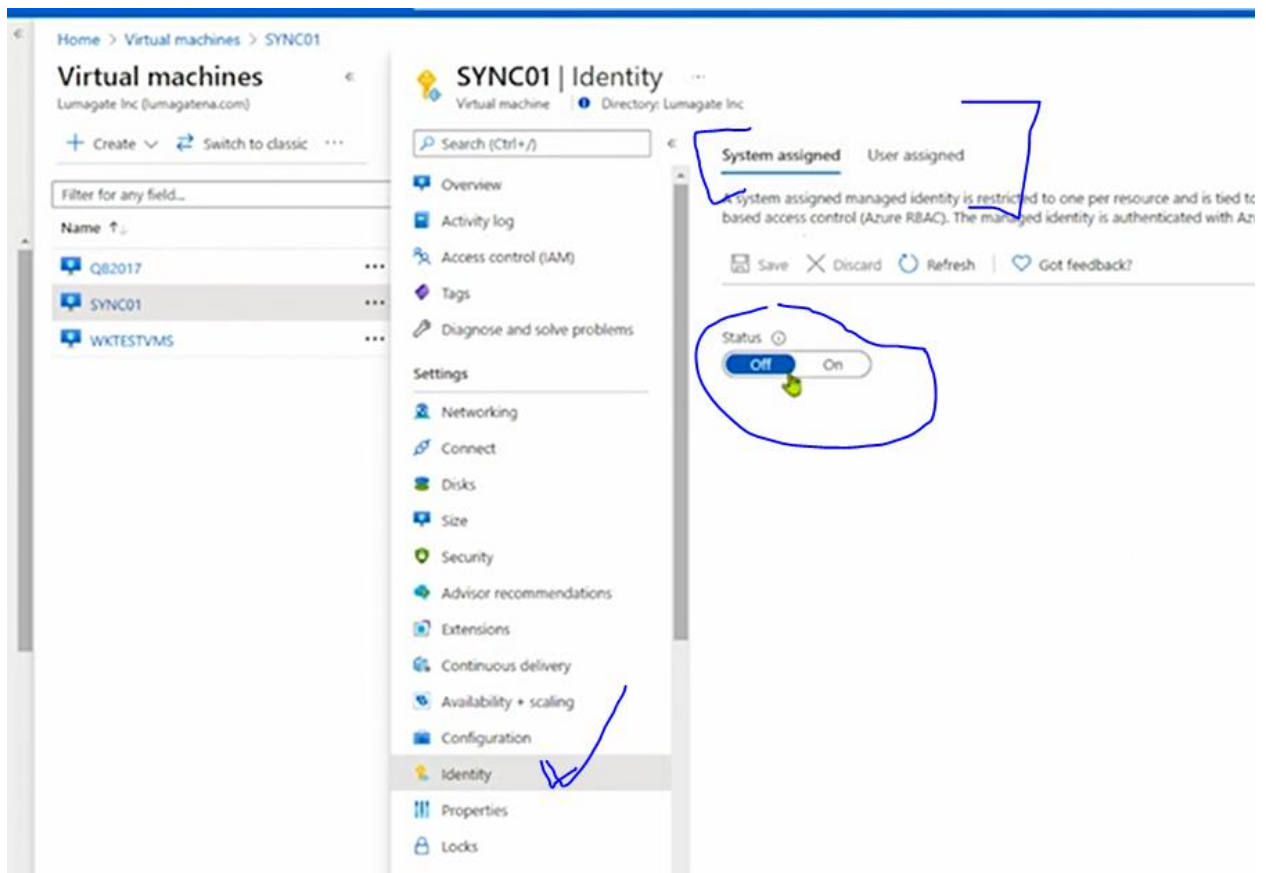 Home > Virtual machines > SYNC01
Virtual machines
Lumagate Inc (lumagatena.com)
Create
Switch to classic
Filter for any field...
Name
QB2017
SYNC01
WKTESTVMS
SYNC01 | Identity
Virtual machine
Directory: Lumagate Inc
Search (Ctrl+/)
Overview
Activity log
Access control (IAM)
Tags
Diagnose and solve problems
Settings
Networking
Connect
Disks
Size
Security
Advisor recommendations
Extensions
Continuous delivery
Availability + scaling
Configuration
Identity
Properties
Locks
System assigned
User assigned
A system assigned managed identity is restricted to one per resource and is tied to
based access control (Azure RBAC). The managed identity is authenticated with Az
Save
Discard
Refresh
Got feedback?
Status
Off
On